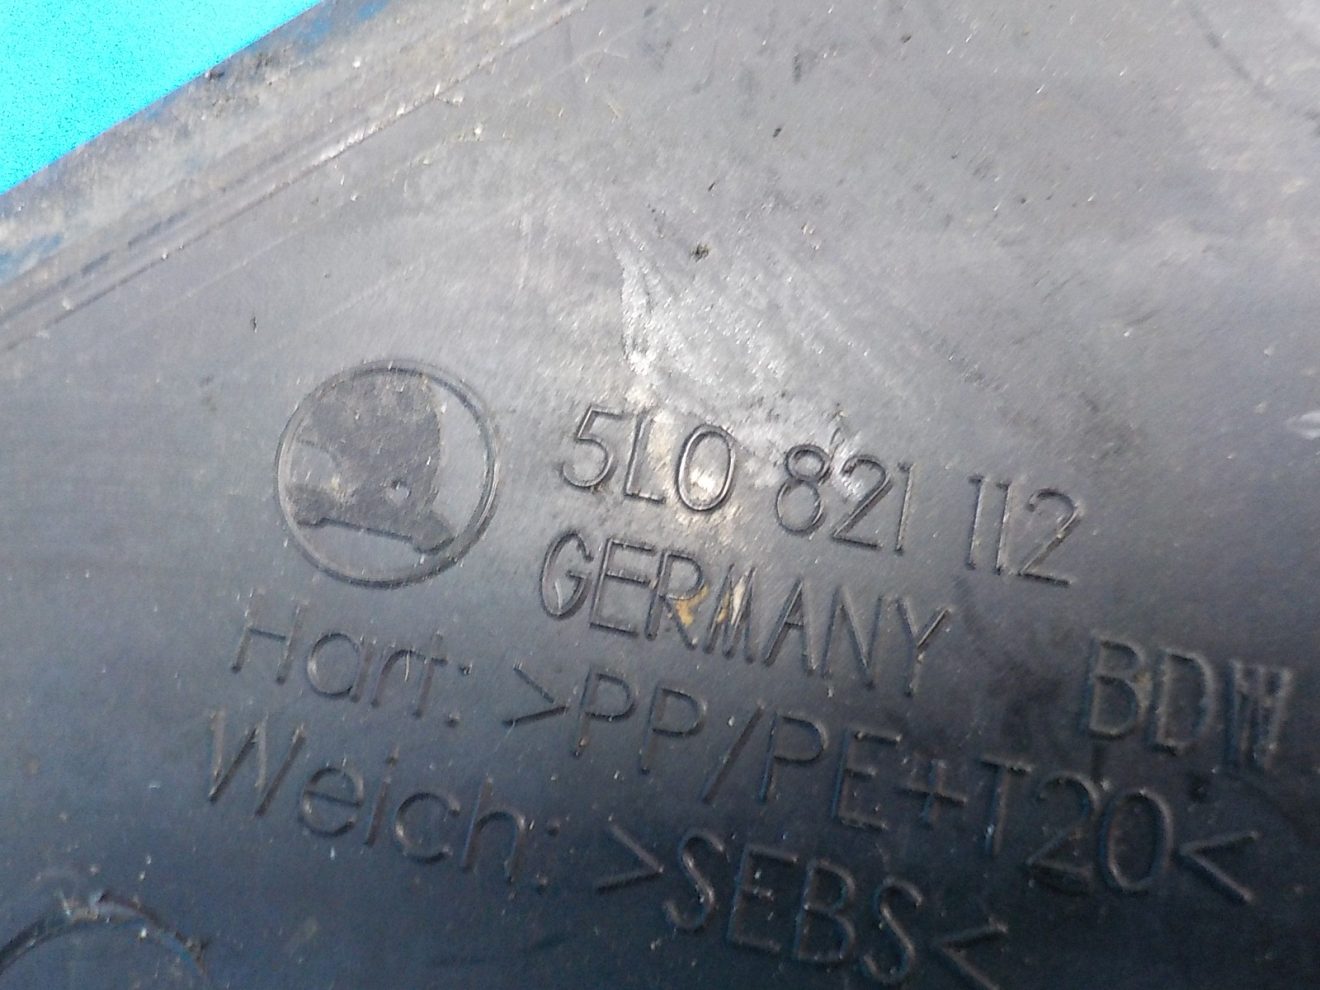 5L0 821 112
GERMANY
BDW
Hart: >PP/PE+T20<
Weich: >SEBS<